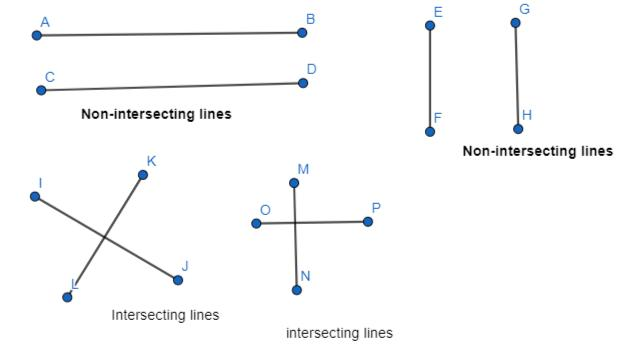 A
B
E
G
C
D
Non-intersecting lines
F
H
Non-intersecting lines
I
K
M
O
P
J
L
N
Intersecting lines
intersecting lines